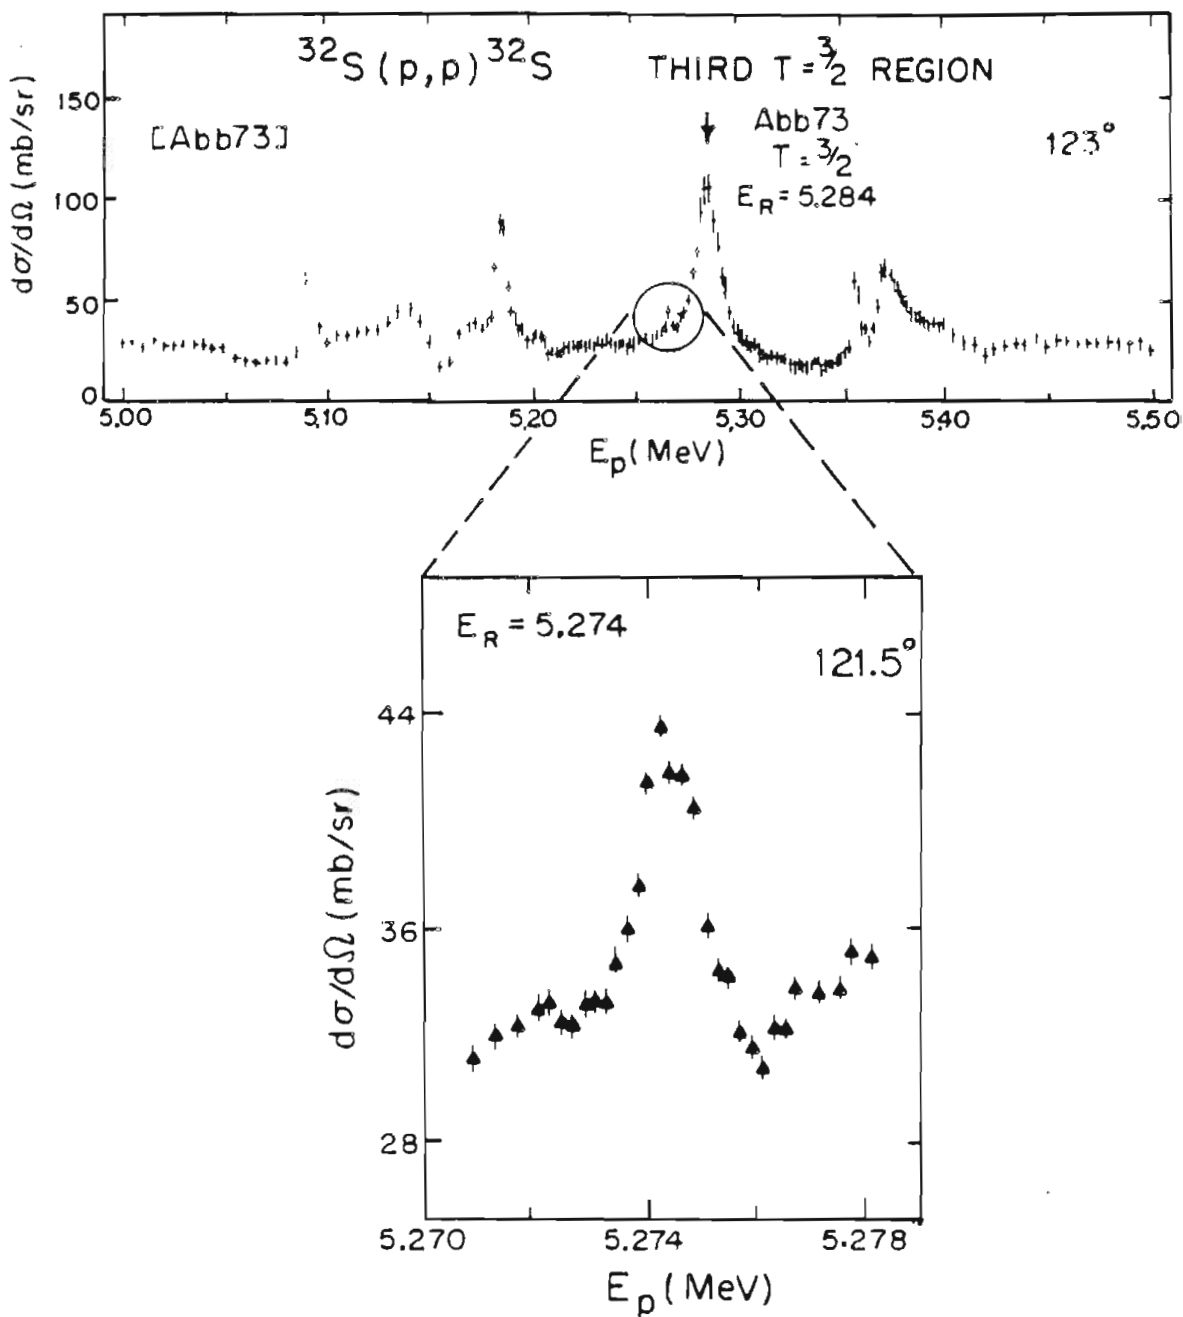 ³²S (p,p) ³²S THIRD T = 3/2 REGION
[Abb73]
Abb73
T = 3/2
E_R = 5.284
123°
dσ/dΩ (mb/sr)
150
100
50
0
5.00 5.10 5.20 5.30 5.40 5.50
E_p (MeV)
E_R = 5.274
121.5°
dσ/dΩ (mb/sr)
44
36
28
5.270 5.274 5.278
E_p (MeV)